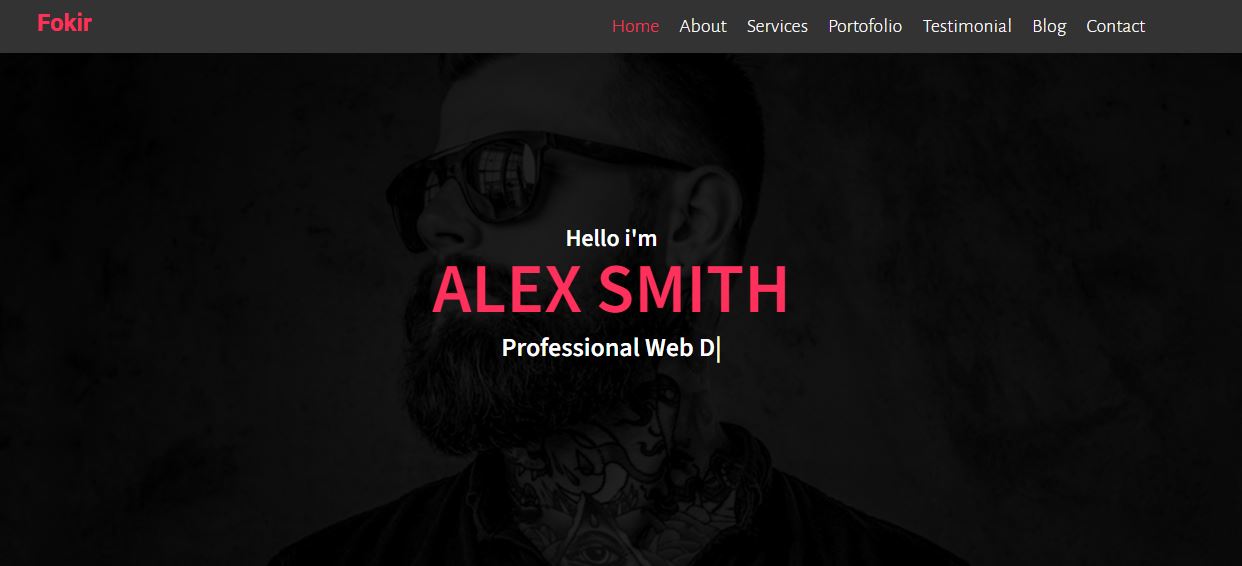 Fokir
Home About Services Portofolio Testimonial Blog Contact
Hello i'm
ALEX SMITH
Professional Web D|